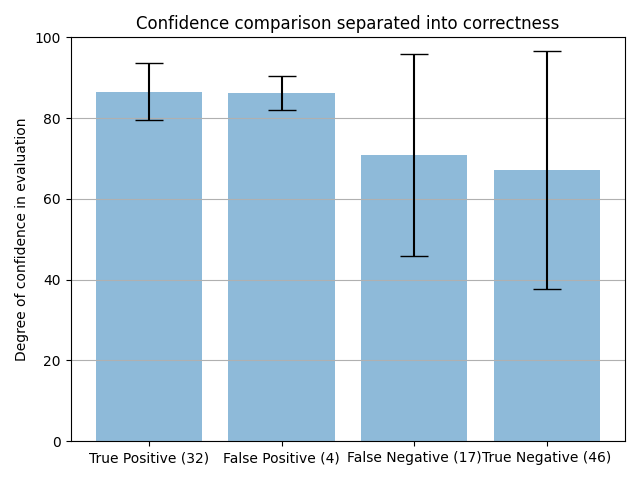 Confidence comparison separated into correctness
Degree of confidence in evaluation
100
80
60
40
20
0
True Positive (32)
False Positive (4)
False Negative (17)
True Negative (46)